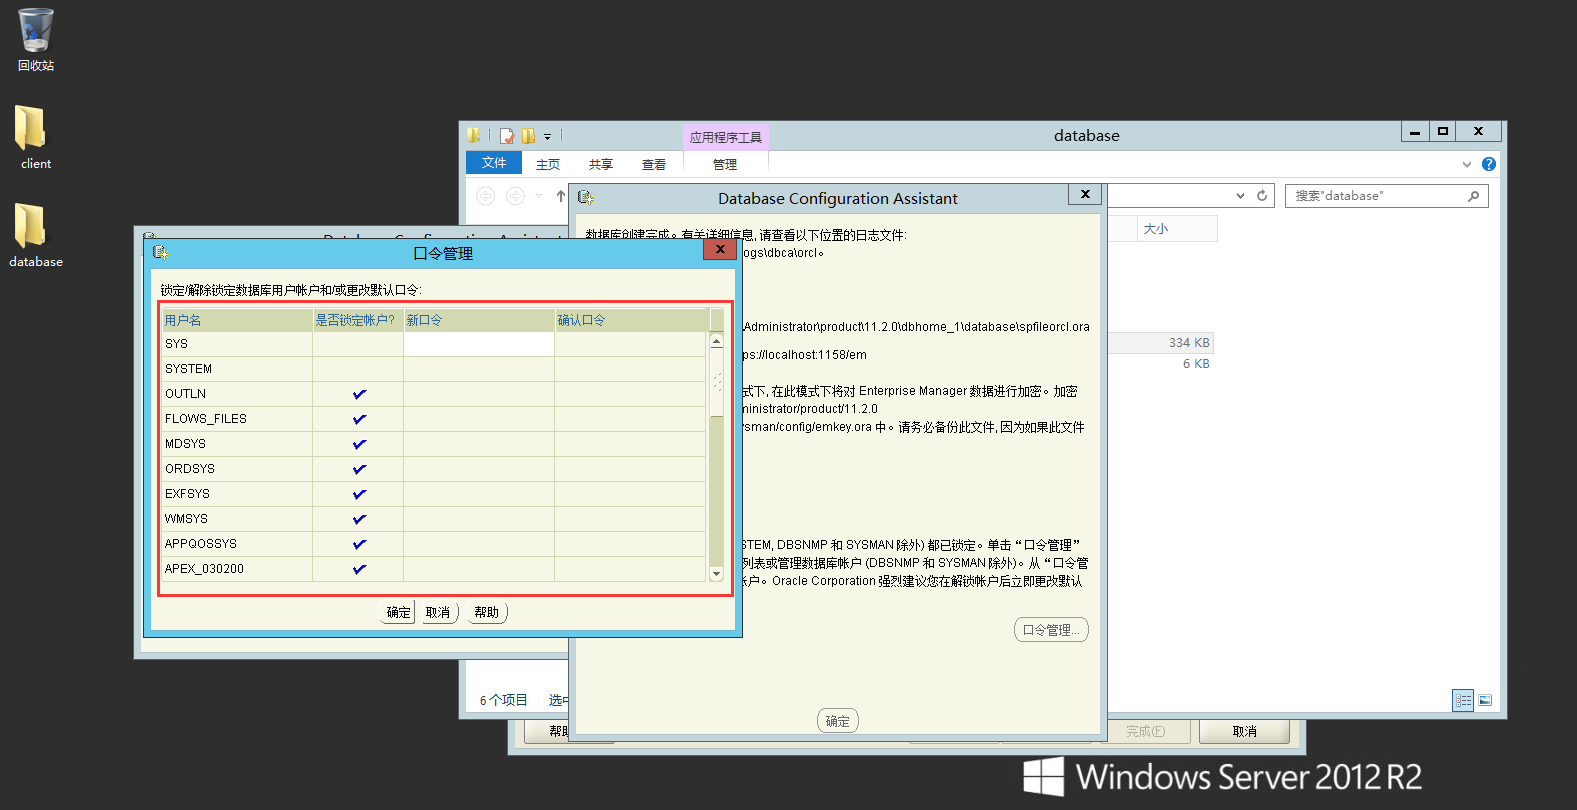 回收站
client
database
应用程序工具
database
文件
主页
共享
查看
管理
搜索"database"
大小
334 KB
6 KB
6 个项目
Database Configuration Assistant
数据库创建完成。有关详细信息, 请查看以下位置的日志文件:
ogs\dbca\orcl。
Administrator\product\11.2.0\dbhome_1\database\spfileorcl.ora
ps://localhost:1158/em
式下, 在此模式下将对 Enterprise Manager 数据进行加密。加密
ninistrator/product/11.2.0
ysman/config/emkey.ora 中。请务必备份此文件, 因为如果此文件
STEM, DBSNMP 和 SYSMAN 除外) 都已锁定。单击“口令管理”
列表或管理数据库帐户 (DBSNMP 和 SYSMAN 除外)。从“口令管
帐户。Oracle Corporation 强烈建议您在解锁帐户后立即更改默认
口令管理...
确定
口令管理
锁定/解除锁定数据库用户帐户和/或更改默认口令:
用户名 是否锁定帐户? 新口令 确认口令
SYS
SYSTEM
OUTLN
FLOWS_FILES
MDSYS
ORDSYS
EXFSYS
WMSYS
APPQOSSYS
APEX_030200
确定 取消 帮助
完成(F)
取消
Windows Server 2012 R2